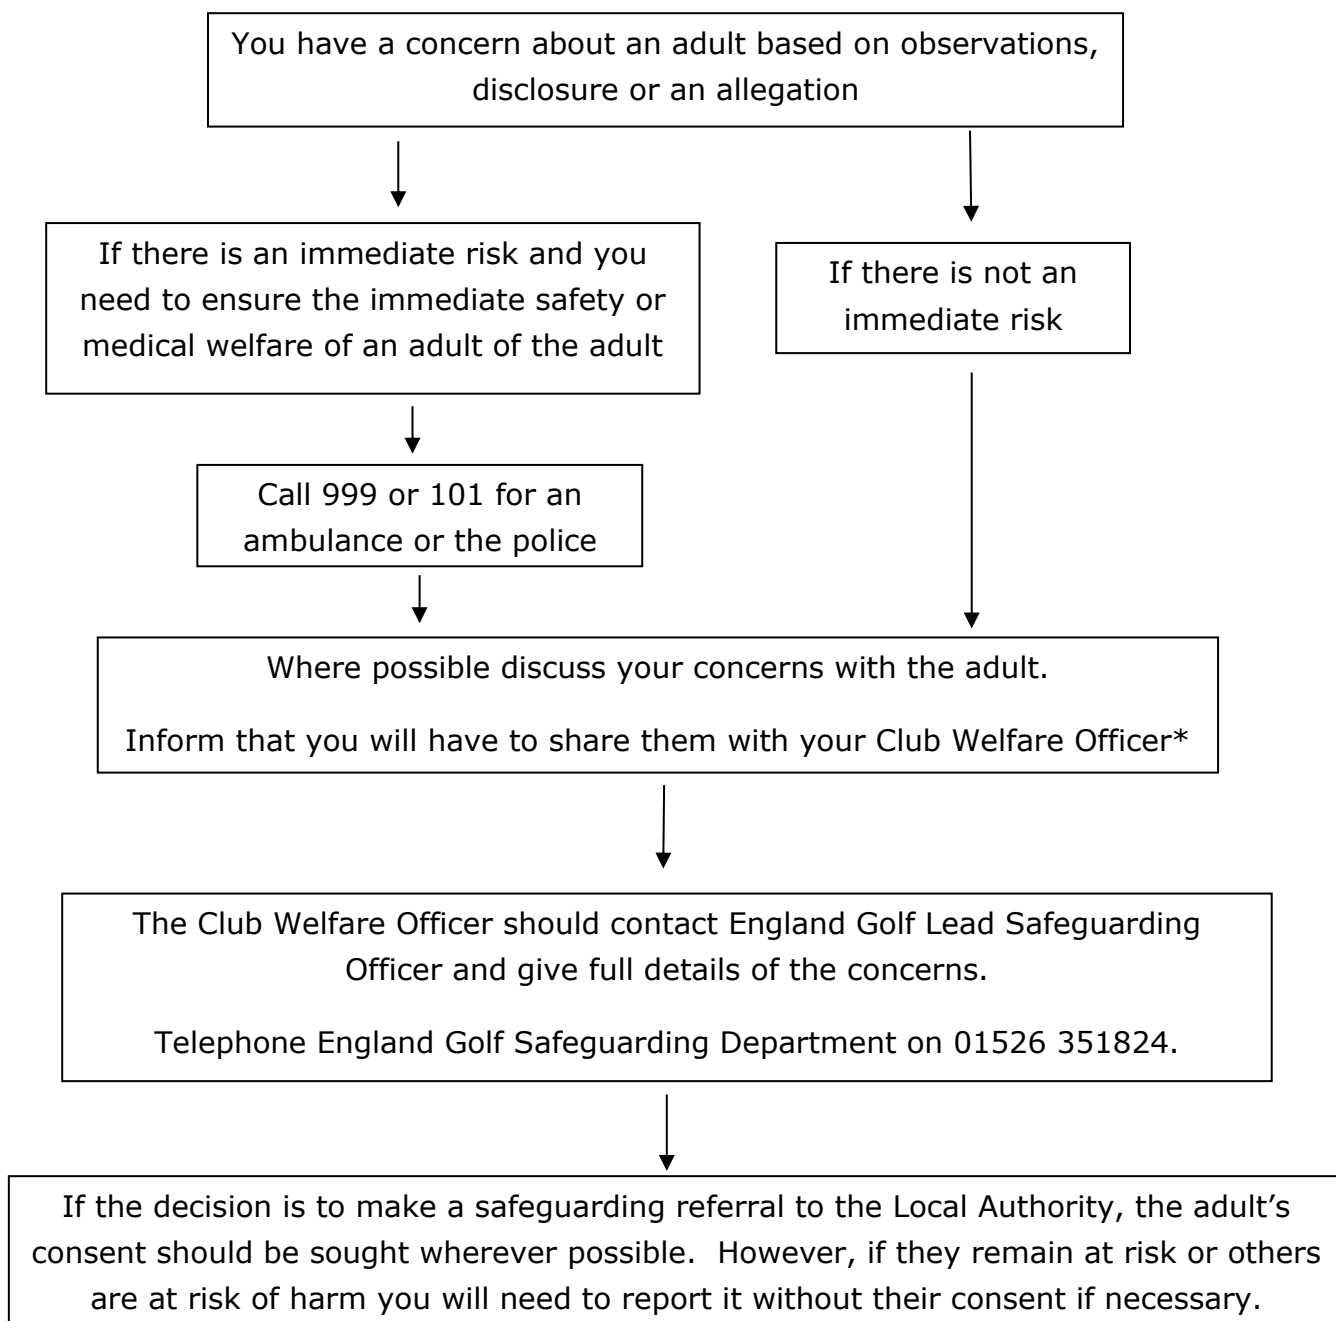 You have a concern about an adult based on observations,
disclosure or an allegation
If there is an immediate risk and you
need to ensure the immediate safety or
medical welfare of an adult of the adult
If there is not an
immediate risk
Call 999 or 101 for an
ambulance or the police
Where possible discuss your concerns with the adult.
Inform that you will have to share them with your Club Welfare Officer*
The Club Welfare Officer should contact England Golf Lead Safeguarding
Officer and give full details of the concerns.
Telephone England Golf Safeguarding Department on 01526 351824.
If the decision is to make a safeguarding referral to the Local Authority, the adult’s
consent should be sought wherever possible.  However, if they remain at risk or others
are at risk of harm you will need to report it without their consent if necessary.